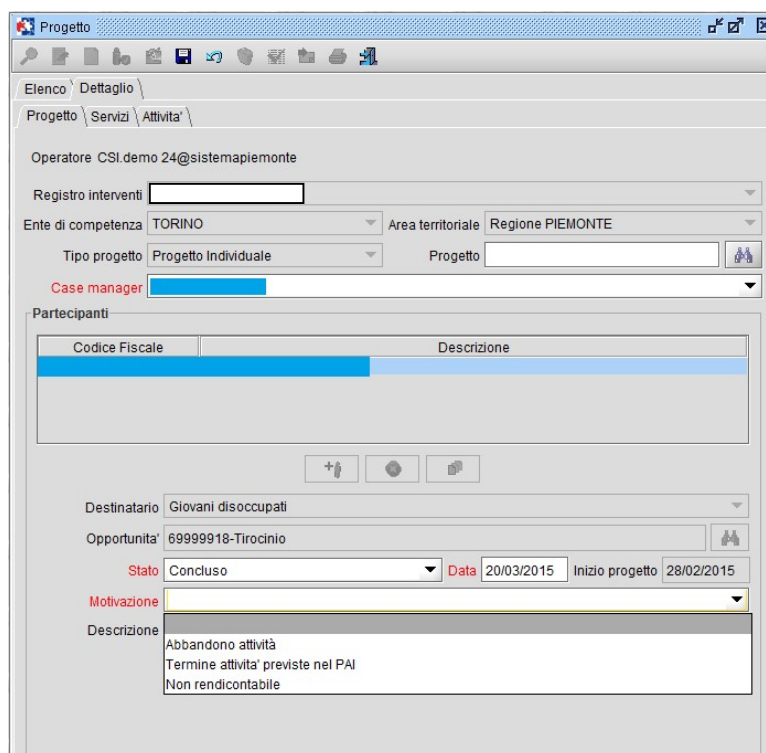 Progetto
Elenco Dettaglio
Progetto Servizi Attivita'
Operatore CSI.demo 24@sistemapiemonte
Registro interventi
Ente di competenza TORINO Area territoriale Regione PIEMONTE
Tipo progetto Progetto Individuale Progetto
Case manager
Partecipanti
Codice Fiscale Descrizione
Destinatario Giovani disoccupati
Opportunita' 69999918-Tirocinio
Stato Concluso Data 20/03/2015 Inizio progetto 28/02/2015
Motivazione
Descrizione
Abbandono attività
Termine attivita' previste nel PAI
Non rendicontabile